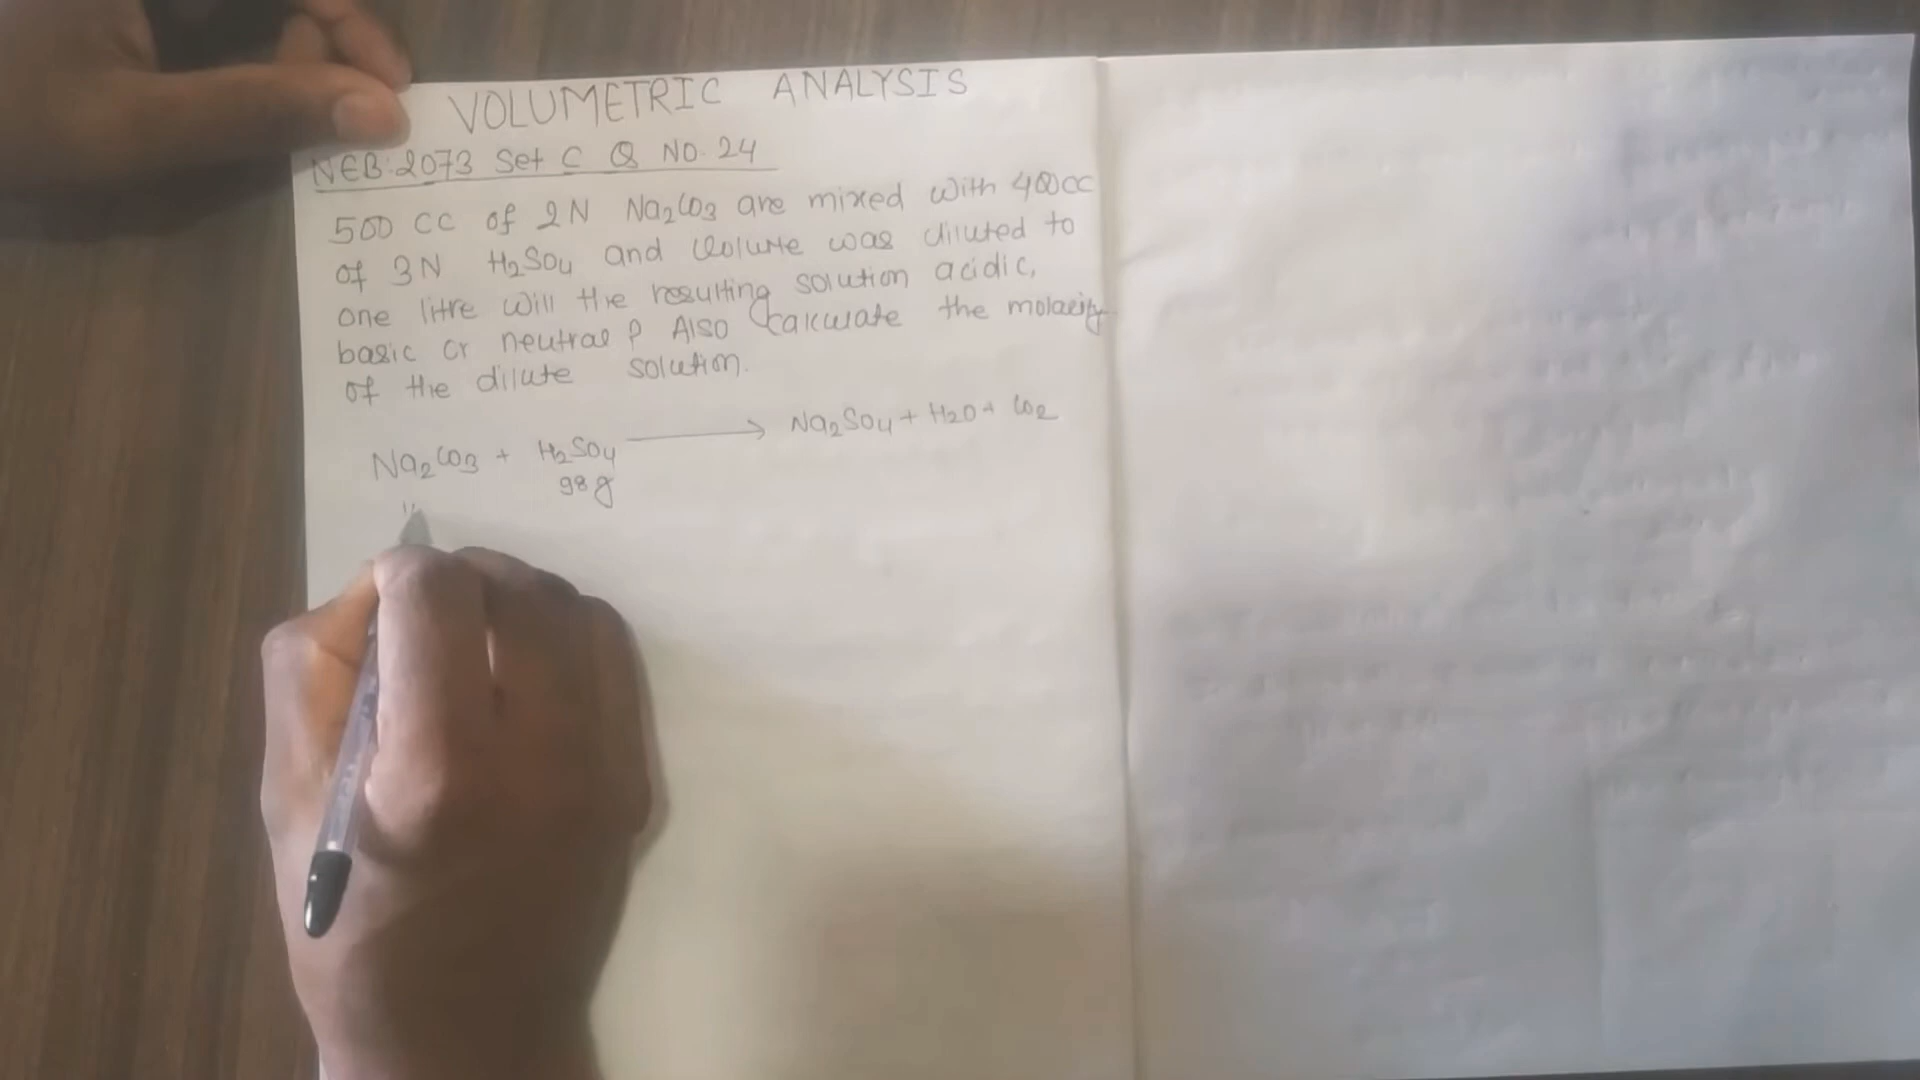 VOLUMETRIC ANALYSIS
NEB:2073 Set C Q NO. 24
500 CC of 2N Na2CO3 are mixed with 400CC
of 3N H2SO4 and Volume was diluted to
one litre will the resulting solution acidic,
basic or neutral ? Also calculate the molarity
of the dilute solution.
Na2CO3 + H2SO4 → Na2SO4 + H2O + CO2
98g